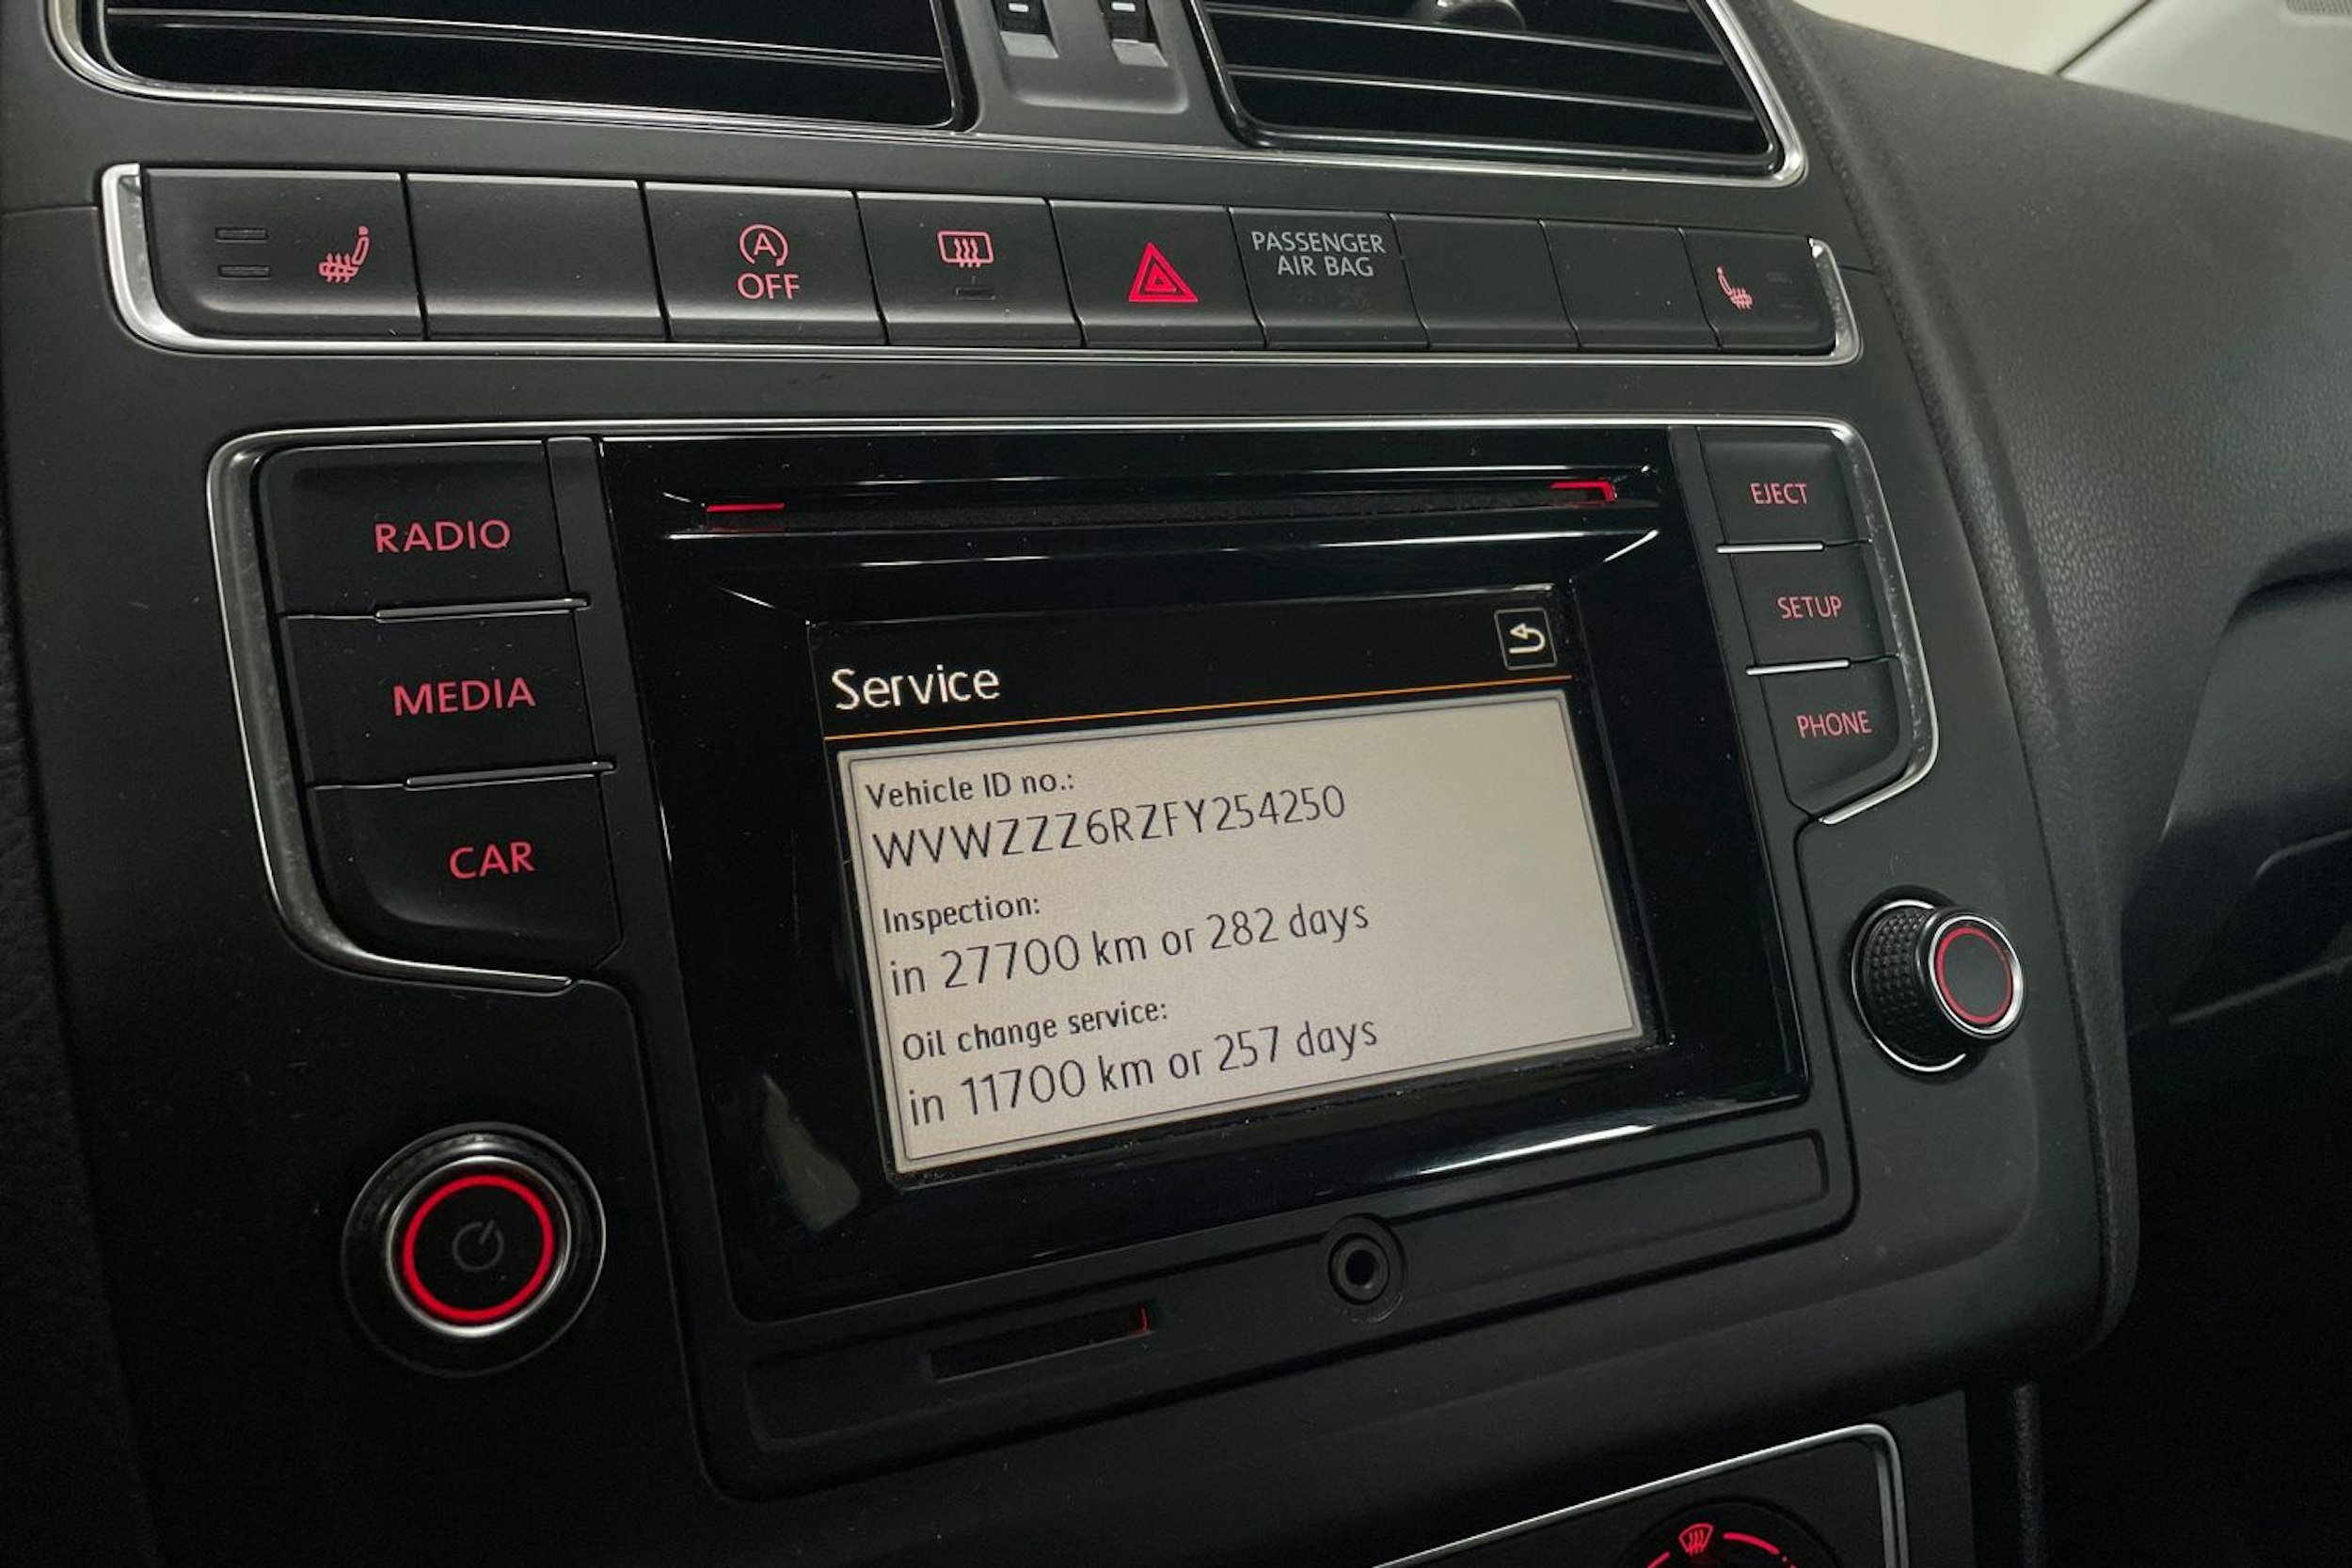 OFF
PASSENGER
AIR BAG
RADIO
MEDIA
CAR
EJECT
SETUP
PHONE
Service
Vehicle ID no.:
WVWZZZ6RZFY254250
Inspection:
in 27700 km or 282 days
Oil change service:
in 11700 km or 257 days